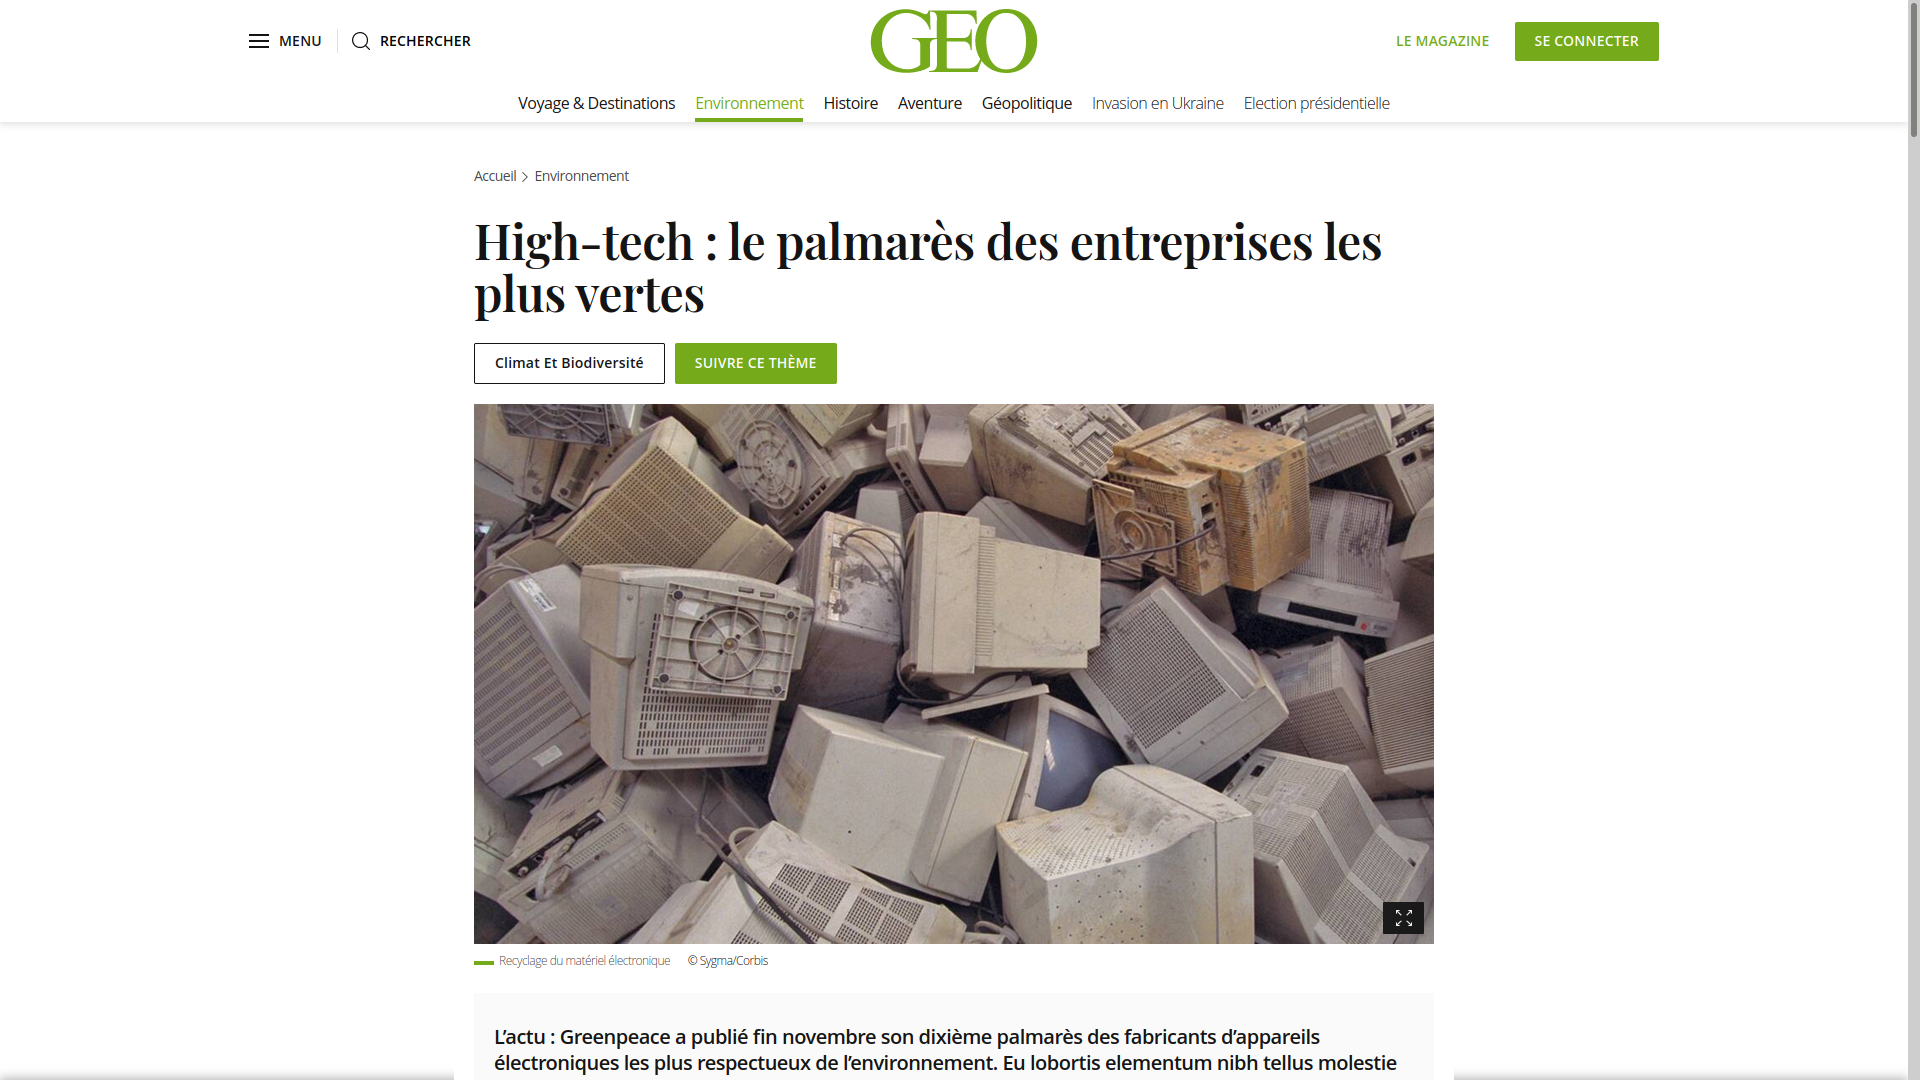 MENU
RECHERCHER
GEO
LE MAGAZINE
SE CONNECTER
Voyage & Destinations
Environnement
Histoire
Aventure
Géopolitique
Invasion en Ukraine
Election présidentielle
Accueil
Environnement
High-tech : le palmarès des entreprises les
plus vertes
Climat Et Biodiversité
SUIVRE CE THÈME
Recyclage du matériel électronique
© Sygma/Corbis
L’actu : Greenpeace a publié fin novembre son dixième palmarès des fabricants d’appareils
électroniques les plus respectueux de l’environnement. Eu lobortis elementum nibh tellus molestie